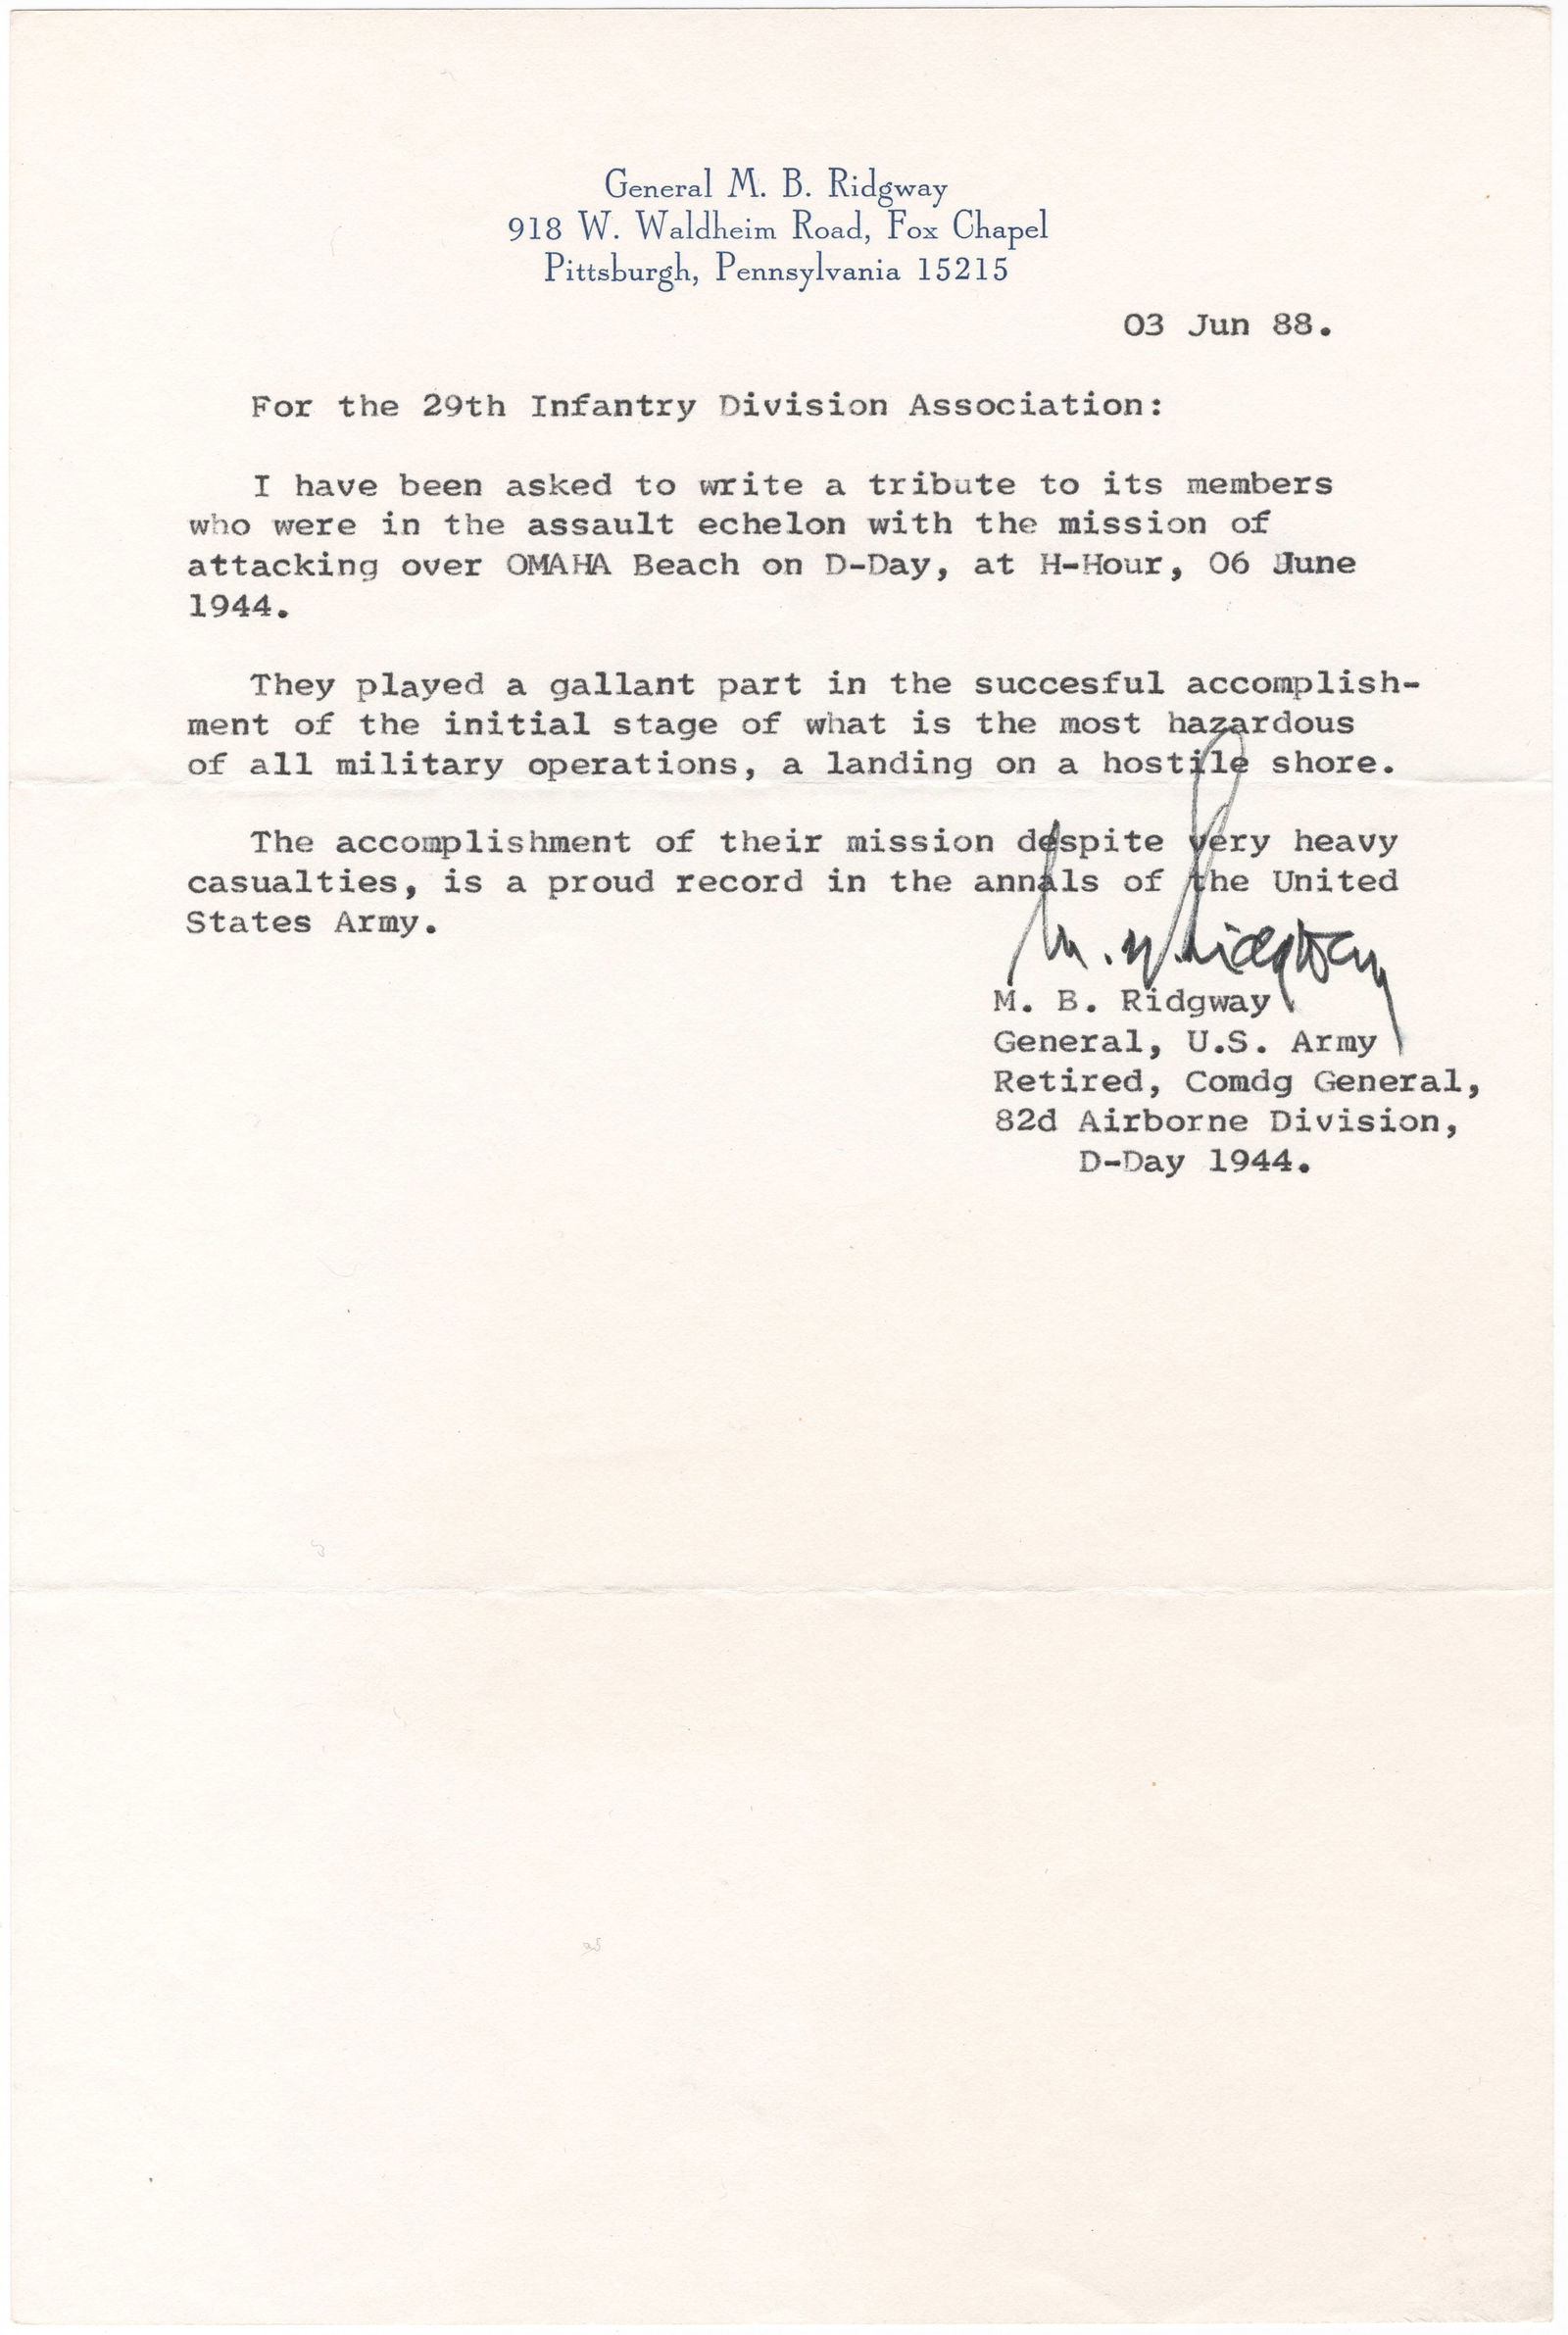 General M. B. Ridgway
918 W. Waldheim Road, Fox Chapel
Pittsburgh, Pennsylvania 15215
03 Jun 88.
For the 29th Infantry Division Association:
I have been asked to write a tribute to its members
who were in the assault echelon with the mission of
attacking over OMAHA Beach on D-Day, at H-Hour, 06 June
1944.
They played a gallant part in the succesful accomplish-
ment of the initial stage of what is the most hazardous
of all military operations, a landing on a hostile shore.
The accomplishment of their mission despite very heavy
casualties, is a proud record in the annals of the United
States Army.
M. B. Ridgway
M. B. Ridgway
General, U.S. Army
Retired, Comdg General,
82d Airborne Division,
D-Day 1944.